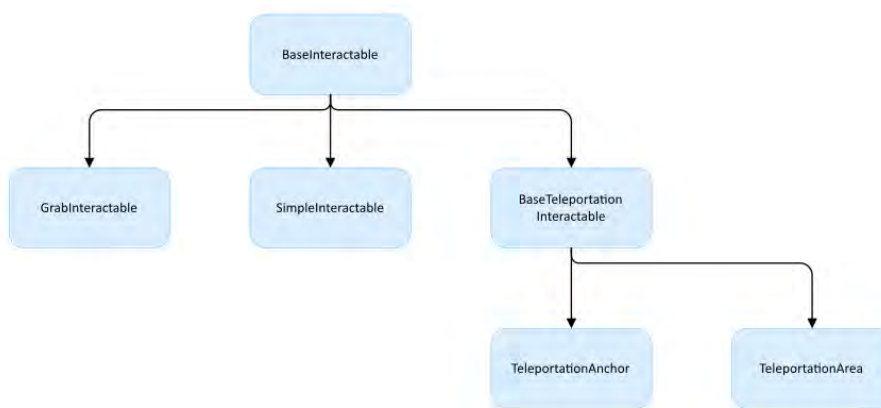 BaseInteractable
GrabInteractable
SimpleInteractable
BaseTeleportation
Interactable
TeleportationAnchor
TeleportationArea